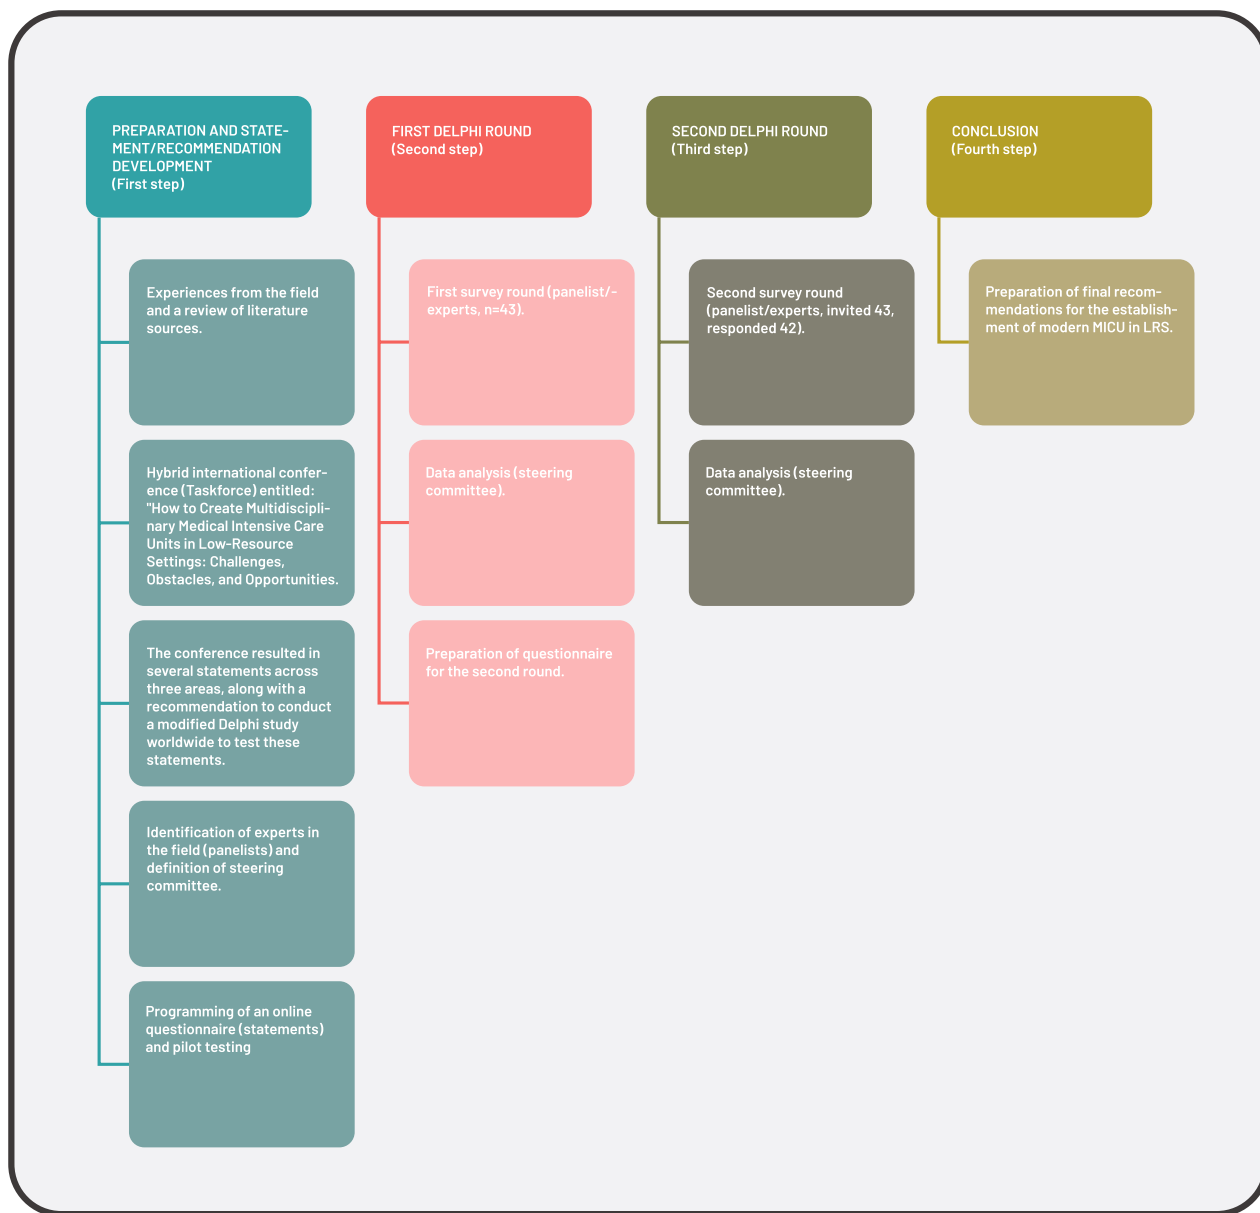 PREPARATION AND STATE-
MENT/RECOMMENDATION
DEVELOPMENT
(First step)
Experiences from the field
and a review of literature
sources.
Hybrid international confer-
ence (Taskforce) entitled:
"How to Create Multidiscipli-
nary Medical Intensive Care
Units in Low-Resource
Settings: Challenges,
Obstacles, and Opportunities.
The conference resulted in
several statements across
three areas, along with a
recommendation to conduct
a modified Delphi study
worldwide to test these
statements.
Identification of experts in
the field (panelists) and
definition of steering
committee.
Programming of an online
questionnaire (statements)
and pilot testing
FIRST DELPHI ROUND
(Second step)
First survey round (panelist/-
experts, n=43).
Data analysis (steering
committee).
Preparation of questionnaire
for the second round.
SECOND DELPHI ROUND
(Third step)
Second survey round
(panelist/experts, invited 43,
responded 42).
Data analysis (steering
committee).
CONCLUSION
(Fourth step)
Preparation of final recom-
mendations for the establish-
ment of modern MICU in LRS.